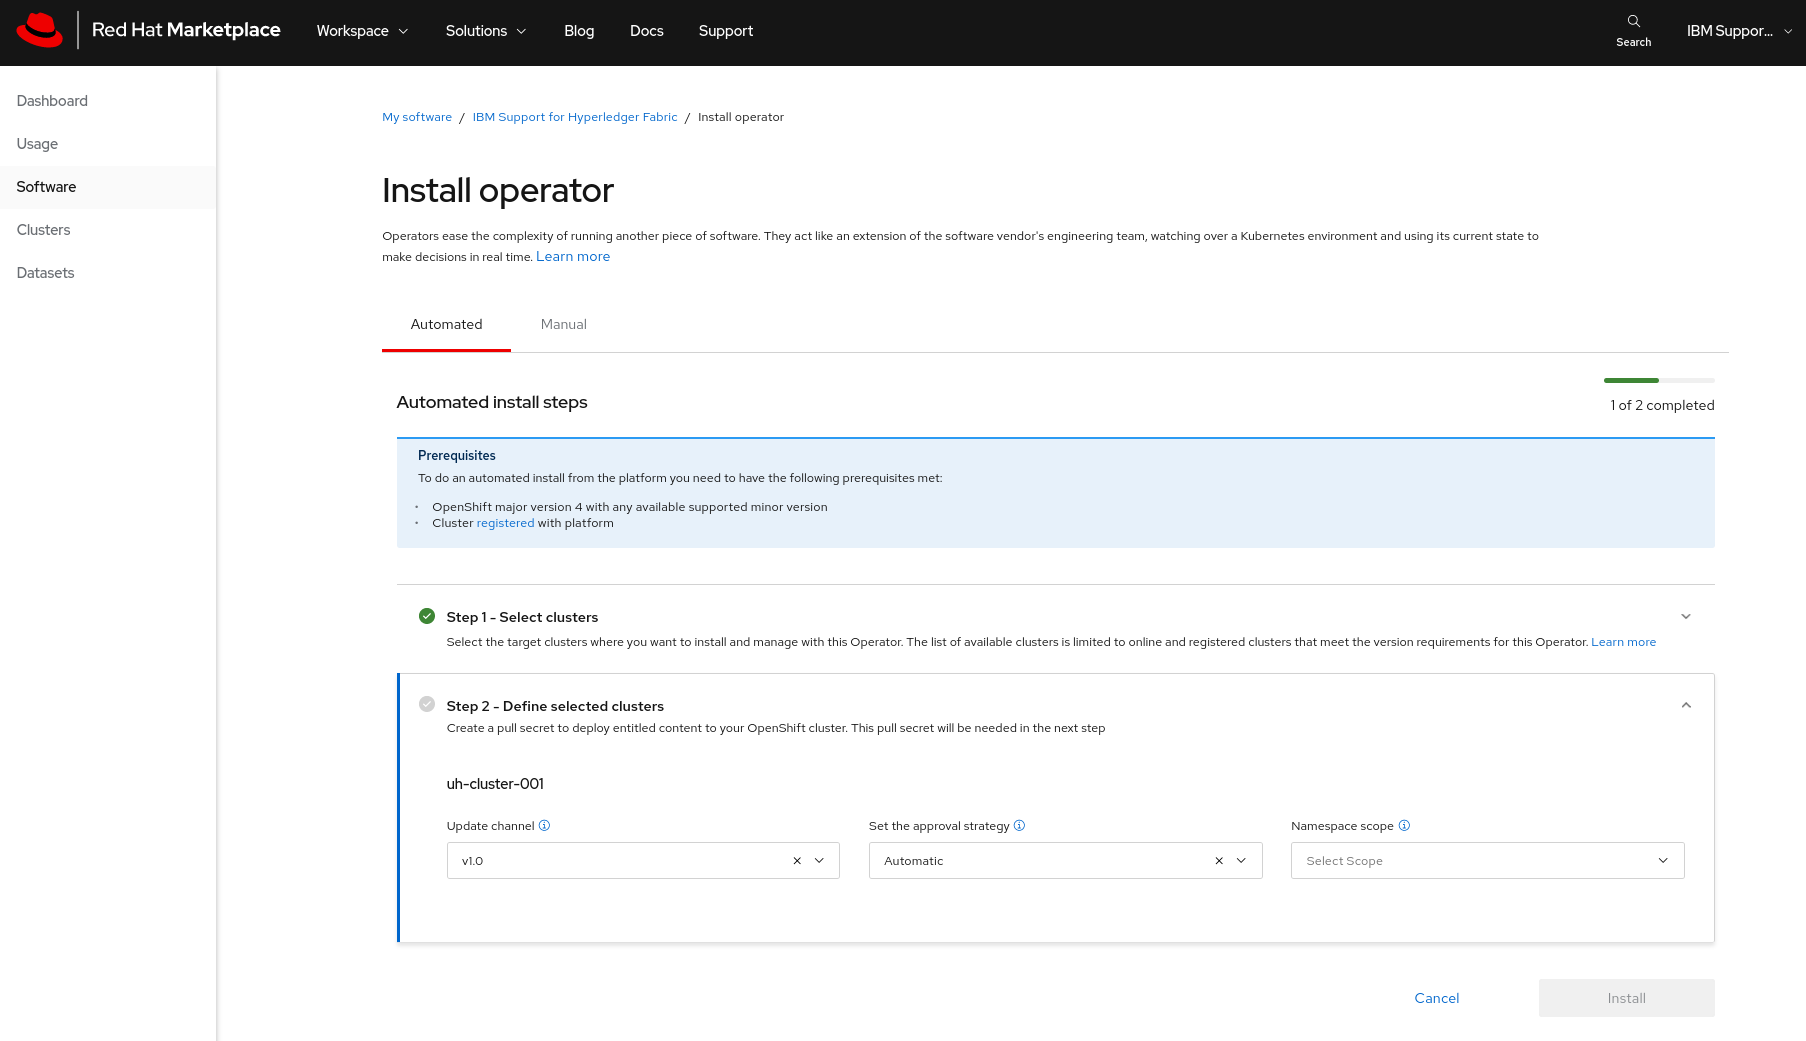 Red Hat Marketplace
Workspace
Solutions
Blog
Docs
Support
Search
IBM Suppor...
Dashboard
Usage
Software
Clusters
Datasets
My software / IBM Support for Hyperledger Fabric / Install operator
Install operator
Operators ease the complexity of running another piece of software. They act like an extension of the software vendor's engineering team, watching over a Kubernetes environment and using its current state to
make decisions in real time. Learn more
Automated
Manual
Automated install steps
1 of 2 completed
Prerequisites
To do an automated install from the platform you need to have the following prerequisites met:
• OpenShift major version 4 with any available supported minor version
• Cluster registered with platform
Step 1 - Select clusters
Select the target clusters where you want to install and manage with this Operator. The list of available clusters is limited to online and registered clusters that meet the version requirements for this Operator. Learn more
Step 2 - Define selected clusters
Create a pull secret to deploy entitled content to your OpenShift cluster. This pull secret will be needed in the next step
uh-cluster-001
Update channel
Set the approval strategy
Namespace scope
v1.0
Automatic
Select Scope
Cancel
Install